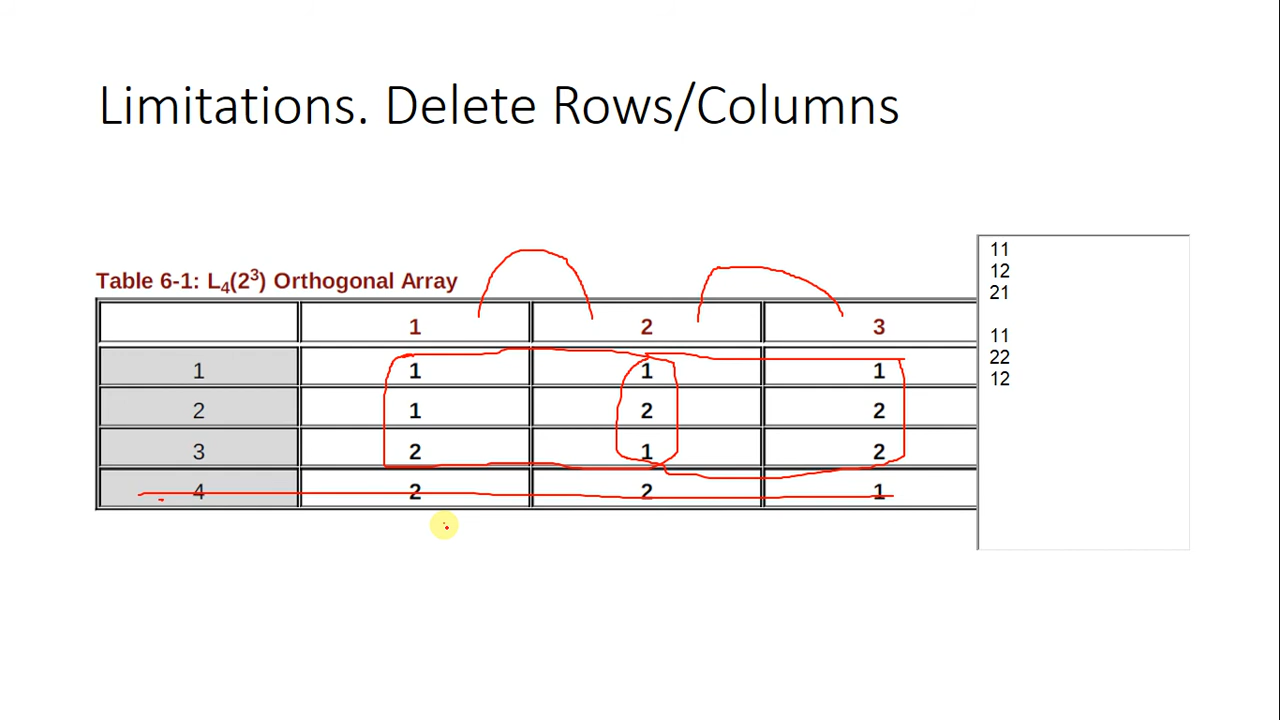 Limitations. Delete Rows/Columns
Table 6-1: L4(2³) Orthogonal Array
1 2 3
1 1 1 1
2 1 2 2
3 2 1 2
4 2 2 1
11
12
21
11
22
12